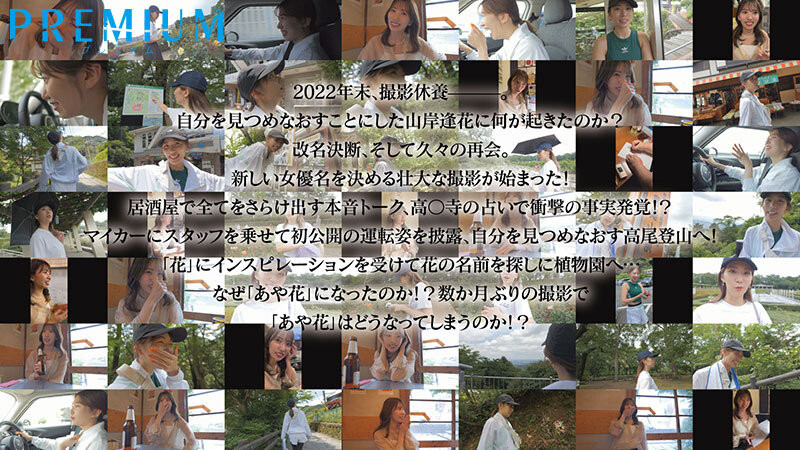 PREMIUM
プレミアム
2022年末、撮影休養――。
自分を見つめなおすことにした山岸逢花に何が起きたのか？
改名決断、そして久々の再会。
新しい女優名を決める壮大な撮影が始まった！
居酒屋で全てをさらけ出す本音トーク、高〇寺の占いで衝撃の事実発覚！？
マイカーにスタッフを乗せて初公開の運転姿を披露、自分を見つめなおす高尾登山へ！
「花」にインスピレーションを受けて花の名前を探しに植物園へ…
なぜ「あや花」になったのか！？数か月ぶりの撮影で
「あや花」はどうなってしまうのか！？